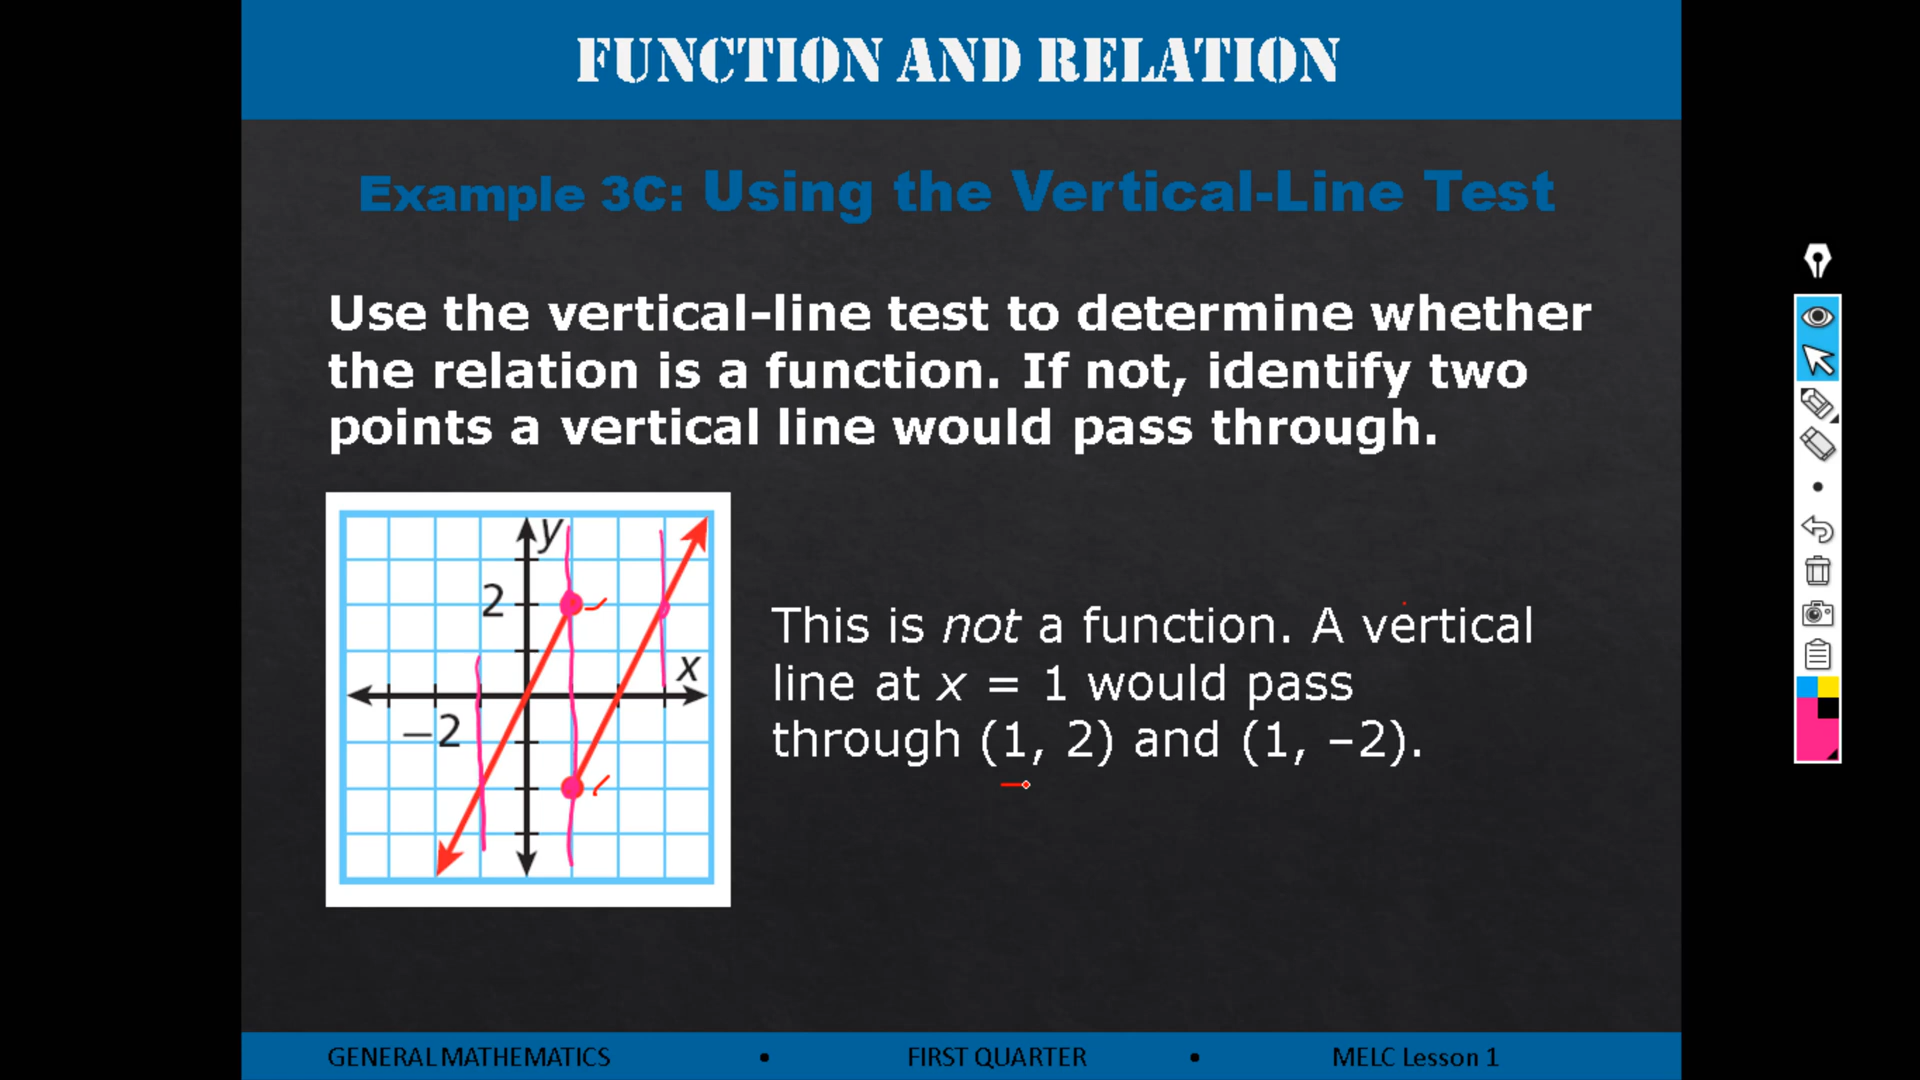 FUNCTION AND RELATION
Example 3C: Using the Vertical-Line Test
Use the vertical-line test to determine whether
the relation is a function. If not, identify two
points a vertical line would pass through.
y
2
x
−2
This is not a function. A vertical
line at x = 1 would pass
through (1, 2) and (1, –2).
GENERAL MATHEMATICS • FIRST QUARTER • MELC Lesson 1